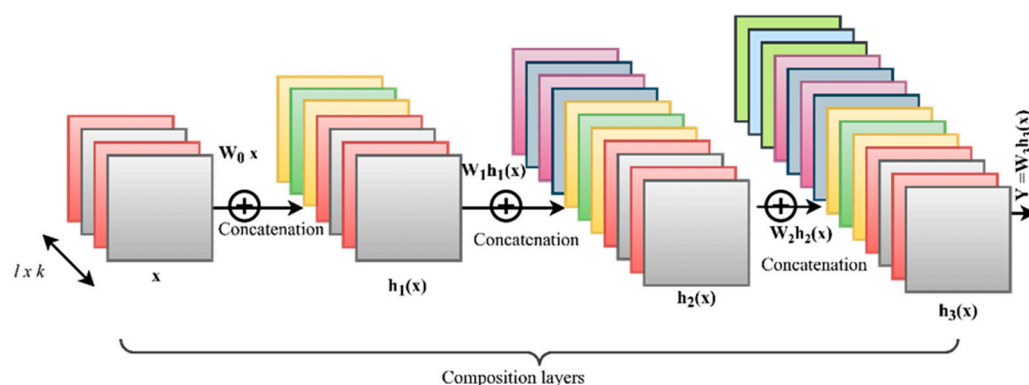 W0 x
Concatenation
l x k
x
h1(x)
W1h1(x)
Concatenation
h2(x)
W2h2(x)
Concatenation
h3(x)
Y =W3h3(x)
Composition layers